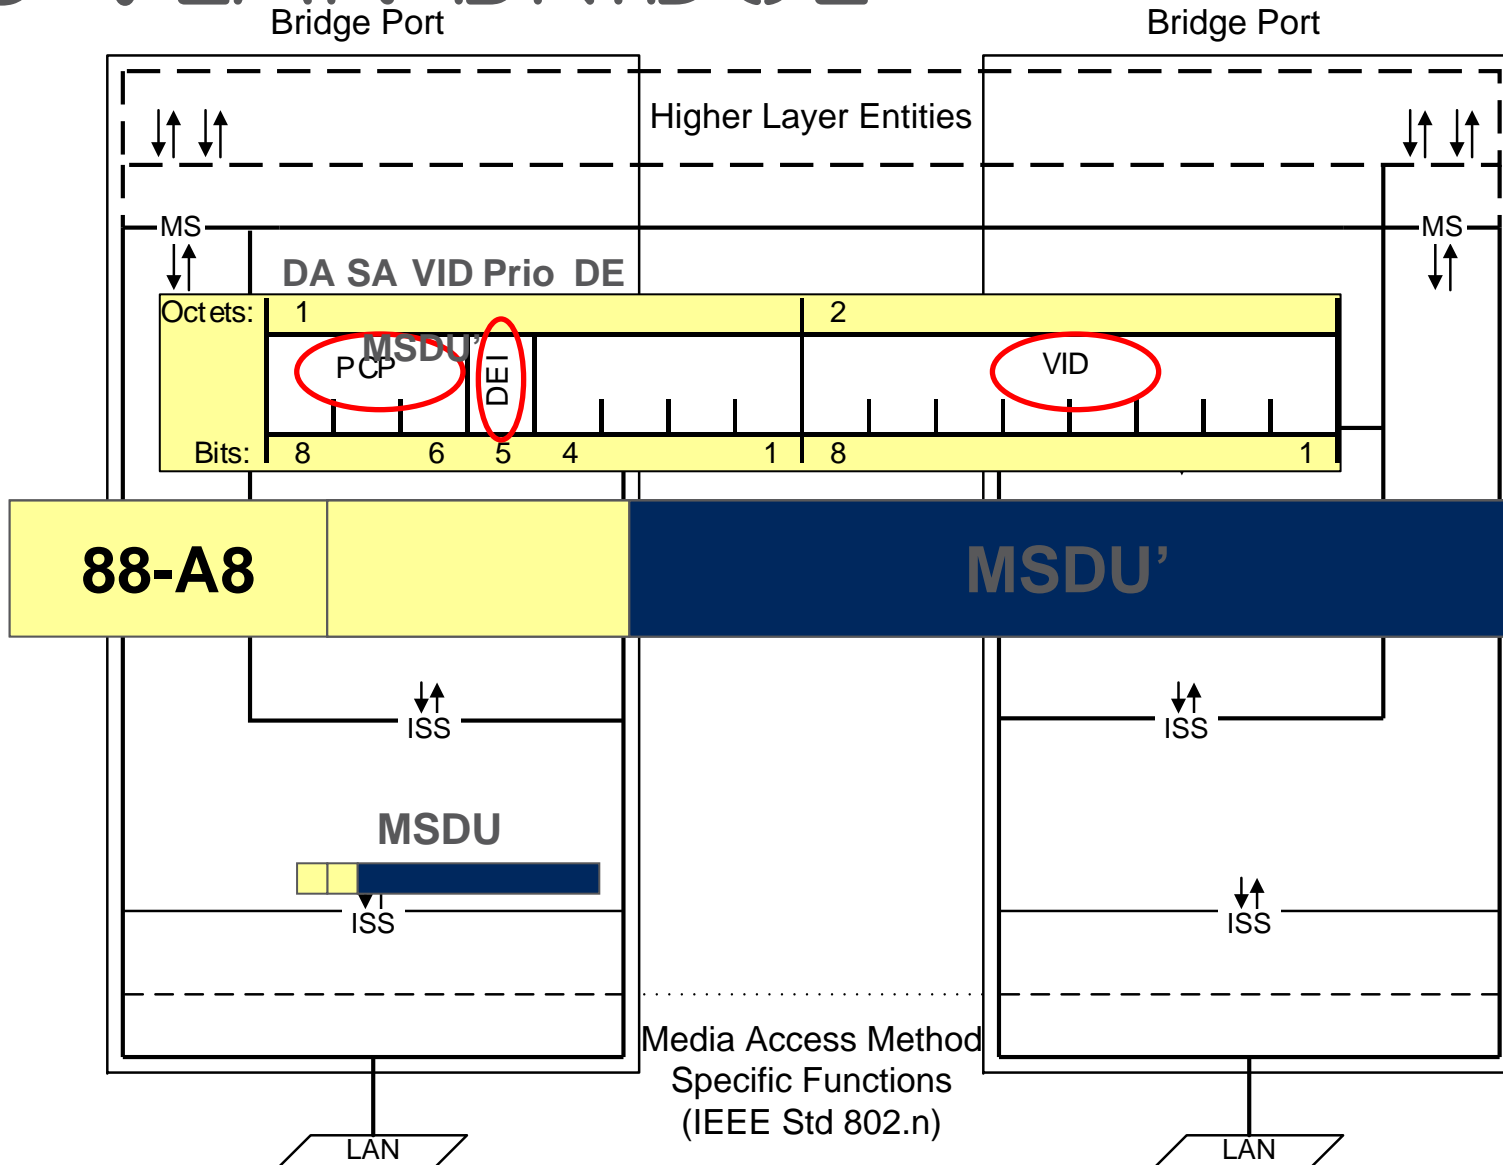 Bridge Port
Bridge Port
Higher Layer Entities
MS
MS
DA SA VID Prio DE
Octets: 1 2
MSDU'
PCP DEI VID
Bits: 8 6 5 4 1 8 1
88-A8 MSDU’
ISS
ISS
MSDU
ISS
ISS
Media Access Method
Specific Functions
(IEEE Std 802.n)
LAN
LAN